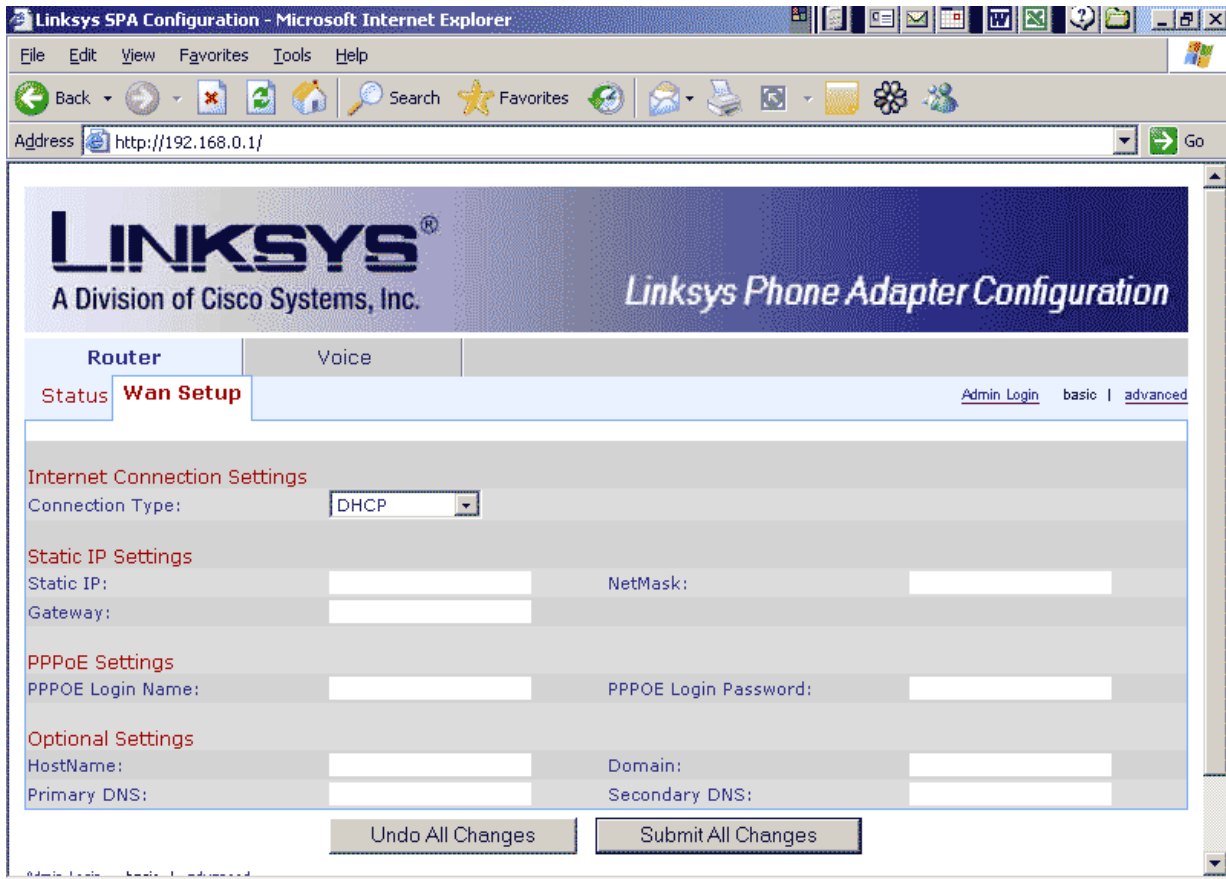 Linksys SPA Configuration - Microsoft Internet Explorer
File Edit View Favorites Tools Help
Back Search Favorites
Address http://192.168.0.1/ Go
LINKSYS®
A Division of Cisco Systems, Inc.
Linksys Phone Adapter Configuration
Router Voice
Status Wan Setup Admin Login basic | advanced
Internet Connection Settings
Connection Type: DHCP
Static IP Settings
Static IP: NetMask:
Gateway:
PPPoE Settings
PPPOE Login Name: PPPOE Login Password:
Optional Settings
HostName: Domain:
Primary DNS: Secondary DNS:
Undo All Changes Submit All Changes